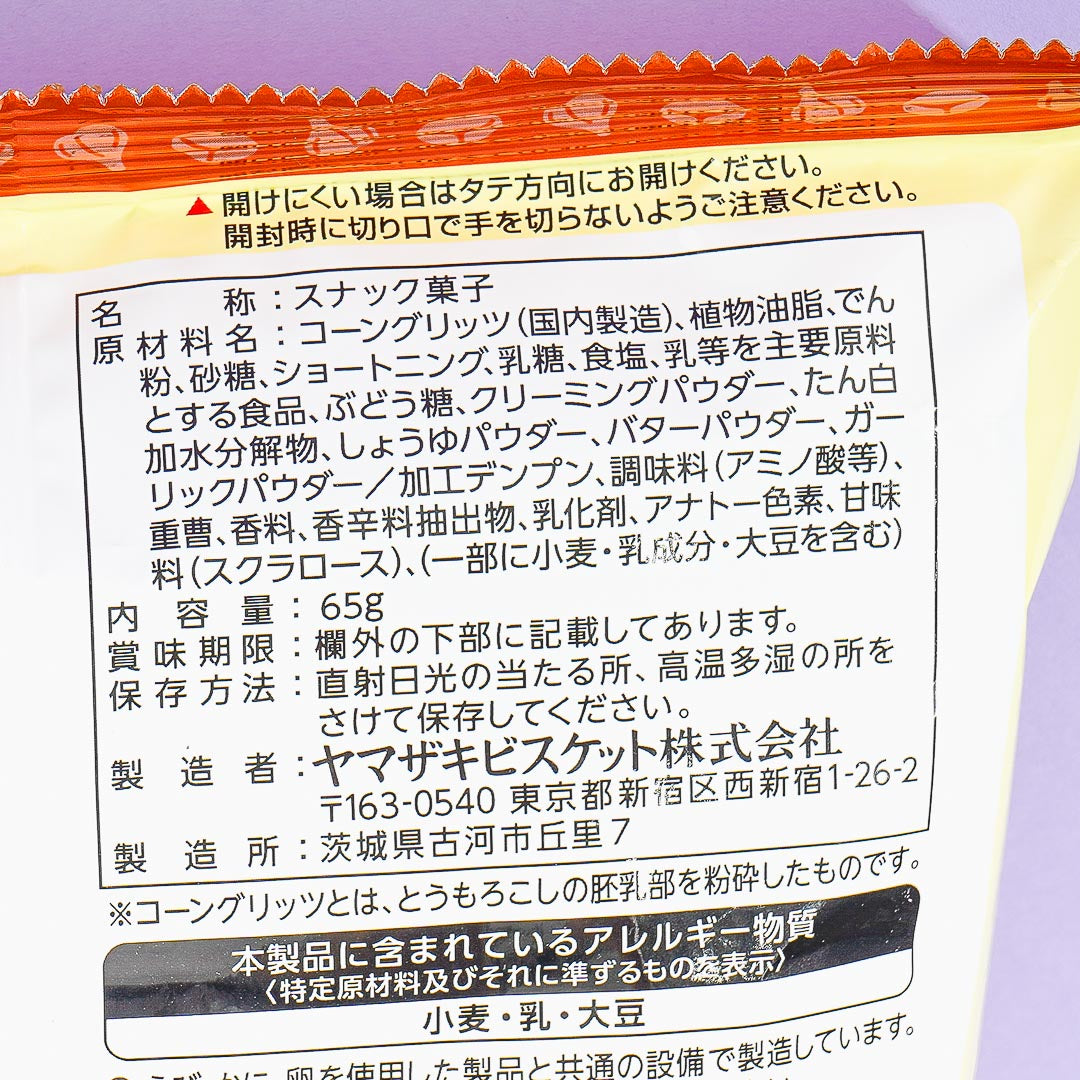 ▲開けにくい場合はタテ方向にお開けください。
開封時に切り口で手を切らないようご注意ください。
名称：スナック菓子
原材料名：コーングリッツ（国内製造）、植物油脂、でん
粉、砂糖、ショートニング、乳糖、食塩、乳等を主要原料
とする食品、ぶどう糖、クリーミングパウダー、たん白
加水分解物、しょうゆパウダー、バターパウダー、ガー
リックパウダー／加工デンプン、調味料（アミノ酸等）、
重曹、香料、香辛料抽出物、乳化剤、アナトー色素、甘味
料（スクラロース）、（一部に小麦・乳成分・大豆を含む）
内容量：65g
賞味期限：欄外の下部に記載してあります。
保存方法：直射日光の当たる所、高温多湿の所を
さけて保存してください。
製造者：ヤマザキビスケット株式会社
〒163-0540 東京都新宿区西新宿1-26-2
製造所：茨城県古河市丘里7
※コーングリッツとは、とうもろこしの胚乳部を粉砕したものです。
本製品に含まれているアレルギー物質
〈特定原材料及びそれに準ずるものを表示〉
小麦・乳・大豆
えび・かに、卵を使用した製品と共通の設備で製造しています。